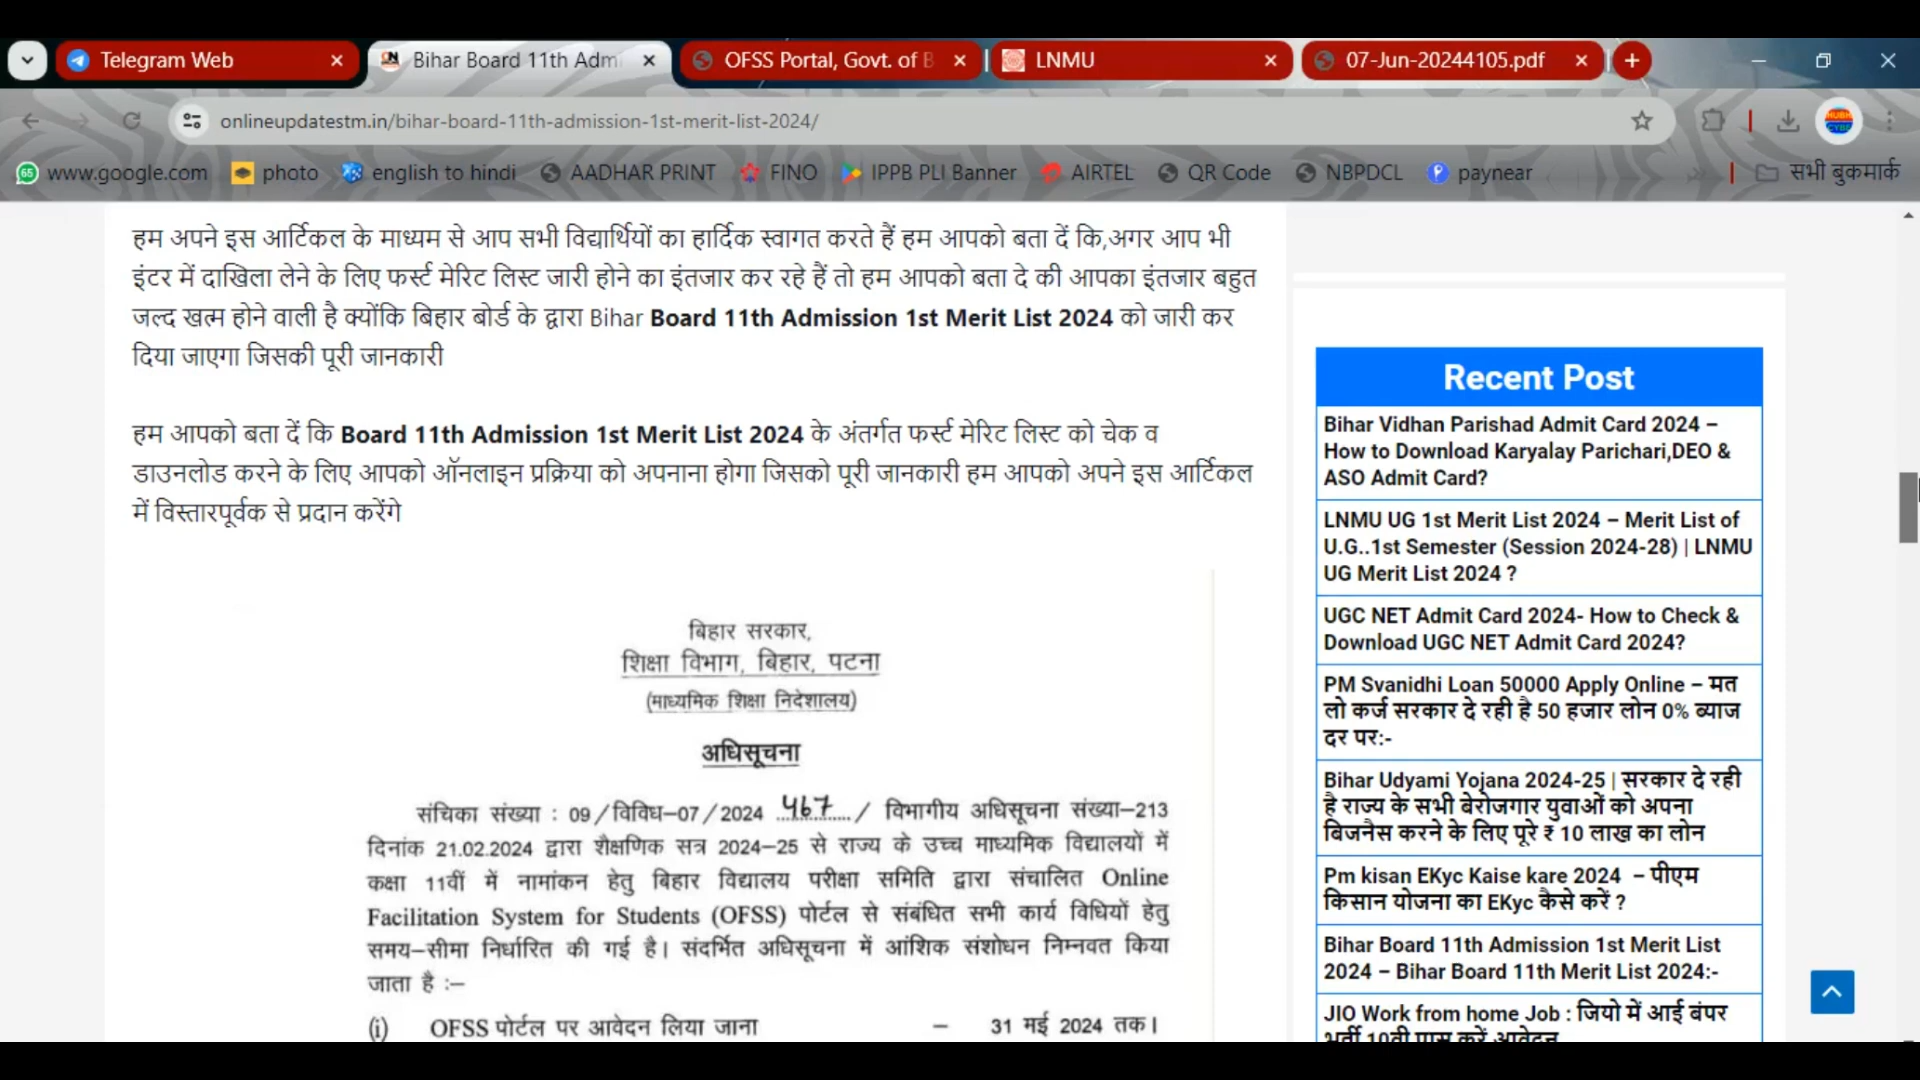 Telegram Web
Bihar Board 11th Adm
OFSS Portal, Govt. of B
LNMU
07-Jun-20244105.pdf
onlineupdatestm.in/bihar-board-11th-admission-1st-merit-list-2024/
65 www.google.com
photo
english to hindi
AADHAR PRINT
FINO
IPPB PLI Banner
AIRTEL
QR Code
NBPDCL
paynear
सभी बुकमार्क
हम अपने इस आर्टिकल के माध्यम से आप सभी विद्यार्थियों का हार्दिक स्वागत करते हैं हम आपको बता दें कि,अगर आप भी
इंटर में दाखिला लेने के लिए फर्स्ट मेरिट लिस्ट जारी होने का इंतजार कर रहे हैं तो हम आपको बता दे की आपका इंतजार बहुत
जल्द खत्म होने वाली है क्योंकि बिहार बोर्ड के द्वारा Bihar Board 11th Admission 1st Merit List 2024 को जारी कर
दिया जाएगा जिसकी पूरी जानकारी
हम आपको बता दें कि Board 11th Admission 1st Merit List 2024 के अंतर्गत फर्स्ट मेरिट लिस्ट को चेक व
डाउनलोड करने के लिए आपको ऑनलाइन प्रक्रिया को अपनाना होगा जिसको पूरी जानकारी हम आपको अपने इस आर्टिकल
में विस्तारपूर्वक से प्रदान करेंगे
बिहार सरकार,
शिक्षा विभाग, बिहार, पटना
(माध्यमिक शिक्षा निदेशालय)
अधिसूचना
संचिका संख्या : 09/विविध-07/2024 467..../ विभागीय अधिसूचना संख्या-213
दिनांक 21.02.2024 द्वारा शैक्षणिक सत्र 2024-25 से राज्य के उच्च माध्यमिक विद्यालयों में
कक्षा 11वीं में नामांकन हेतु बिहार विद्यालय परीक्षा समिति द्वारा संचालित Online
Facilitation System for Students (OFSS) पोर्टल से संबंधित सभी कार्य विधियों हेतु
समय-सीमा निर्धारित की गई है। संदर्भित अधिसूचना में आंशिक संशोधन निम्नवत किया
जाता है :-
(i) OFSS पोर्टल पर आवेदन लिया जाना – 31 मई 2024 तक।
Recent Post
Bihar Vidhan Parishad Admit Card 2024 –
How to Download Karyalay Parichari,DEO &
ASO Admit Card?
LNMU UG 1st Merit List 2024 – Merit List of
U.G..1st Semester (Session 2024-28) | LNMU
UG Merit List 2024 ?
UGC NET Admit Card 2024- How to Check &
Download UGC NET Admit Card 2024?
PM Svanidhi Loan 50000 Apply Online – मत
लो कर्ज सरकार दे रही है 50 हजार लोन 0% ब्याज
दर पर:-
Bihar Udyami Yojana 2024-25 | सरकार दे रही
है राज्य के सभी बेरोजगार युवाओं को अपना
बिजनैस करने के लिए पूरे ₹ 10 लाख का लोन
Pm kisan EKyc Kaise kare 2024 – पीएम
किसान योजना का EKyc कैसे करें ?
Bihar Board 11th Admission 1st Merit List
2024 – Bihar Board 11th Merit List 2024:-
JIO Work from home Job : जियो में आई बंपर
भर्ती 10वी पास करें आवेदन